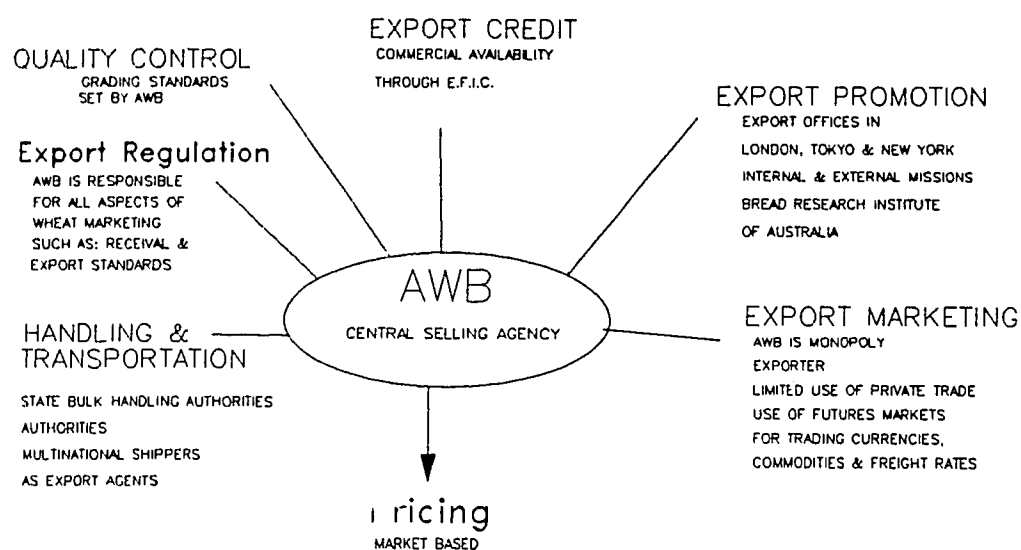 EXPORT CREDIT
COMMERCIAL AVAILABILITY
THROUGH E.F.I.C.
QUALITY CONTROL
GRADING STANDARDS
SET BY AWB
EXPORT PROMOTION
EXPORT OFFICES IN
LONDON, TOKYO & NEW YORK
INTERNAL & EXTERNAL MISSIONS
BREAD RESEARCH INSTITUTE
OF AUSTRALIA
Export Regulation
AWB IS RESPONSIBLE
FOR ALL ASPECTS OF
WHEAT MARKETING
SUCH AS: RECEIVAL &
EXPORT STANDARDS
AWB
CENTRAL SELLING AGENCY
HANDLING &
TRANSPORTATION
STATE BULK HANDLING AUTHORITIES
AUTHORITIES
MULTINATIONAL SHIPPERS
AS EXPORT AGENTS
EXPORT MARKETING
AWB IS MONOPOLY
EXPORTER
LIMITED USE OF PRIVATE TRADE
USE OF FUTURES MARKETS
FOR TRADING CURRENCIES,
COMMODITIES & FREIGHT RATES
Pricing
MARKET BASED